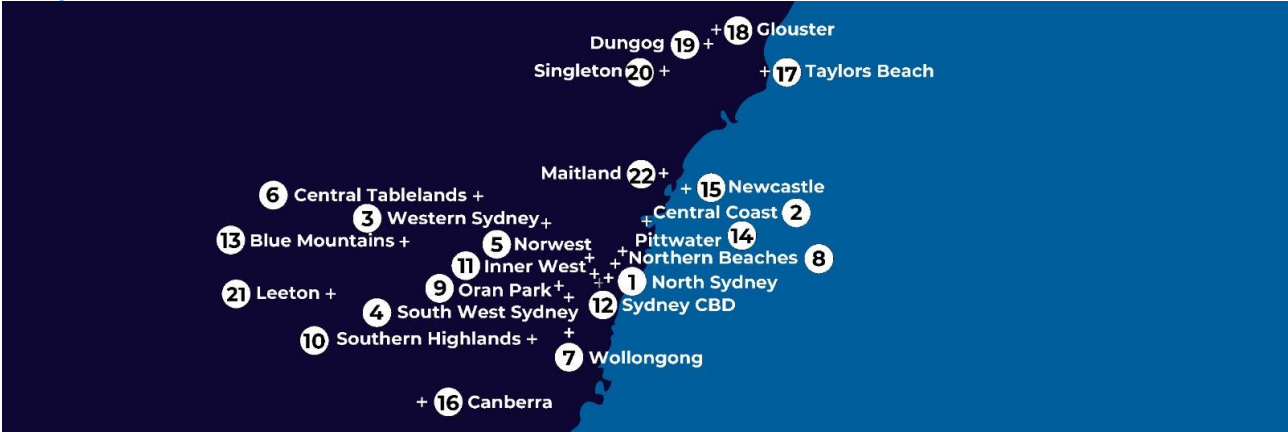 18 Glouster
Dungog 19
Singleton 20
17 Taylors Beach
Maitland 22
15 Newcastle
6 Central Tablelands
Central Coast 2
3 Western Sydney
13 Blue Mountains
Pittwater 14
5 Norwest
Northern Beaches 8
11 Inner West
1 North Sydney
9 Oran Park
21 Leeton
12 Sydney CBD
4 South West Sydney
10 Southern Highlands
7 Wollongong
16 Canberra